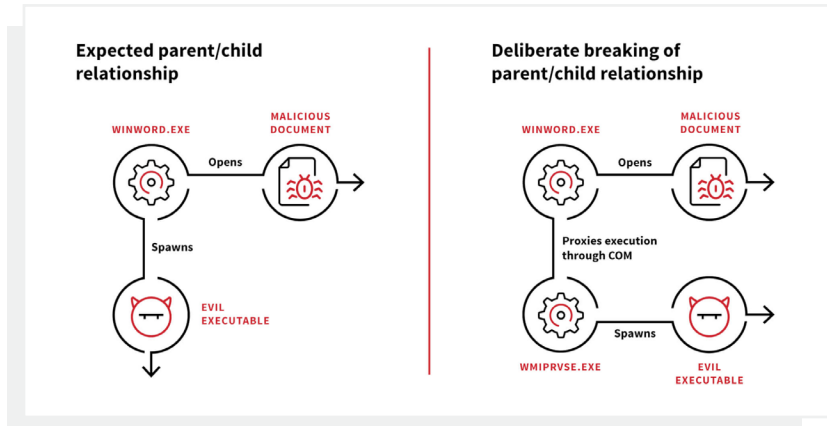 Expected parent/child
relationship
WINWORD.EXE
MALICIOUS
DOCUMENT
Opens
Spawns
EVIL
EXECUTABLE
Deliberate breaking of
parent/child relationship
WINWORD.EXE
MALICIOUS
DOCUMENT
Opens
Proxies execution
through COM
Spawns
WMIPRVSE.EXE
EVIL
EXECUTABLE